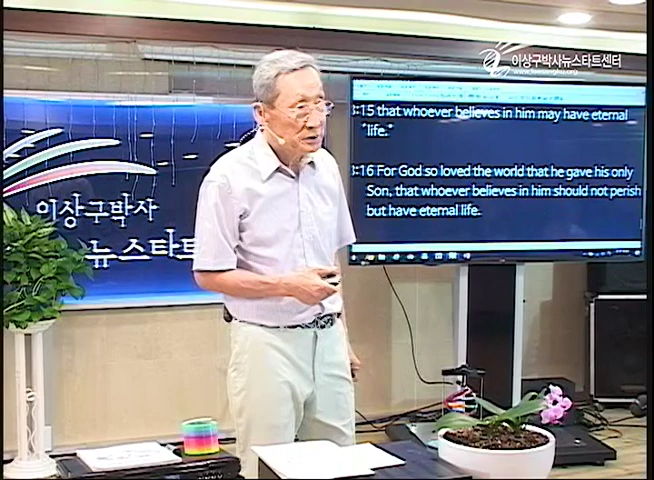 이상구박사뉴스타트센터
3:15 that whoever believes in him may have eternal
life."
3:16 For God so loved the world that he gave his only
Son, that whoever believes in him should not perish
but have eternal life.
이상구박사
뉴스타트